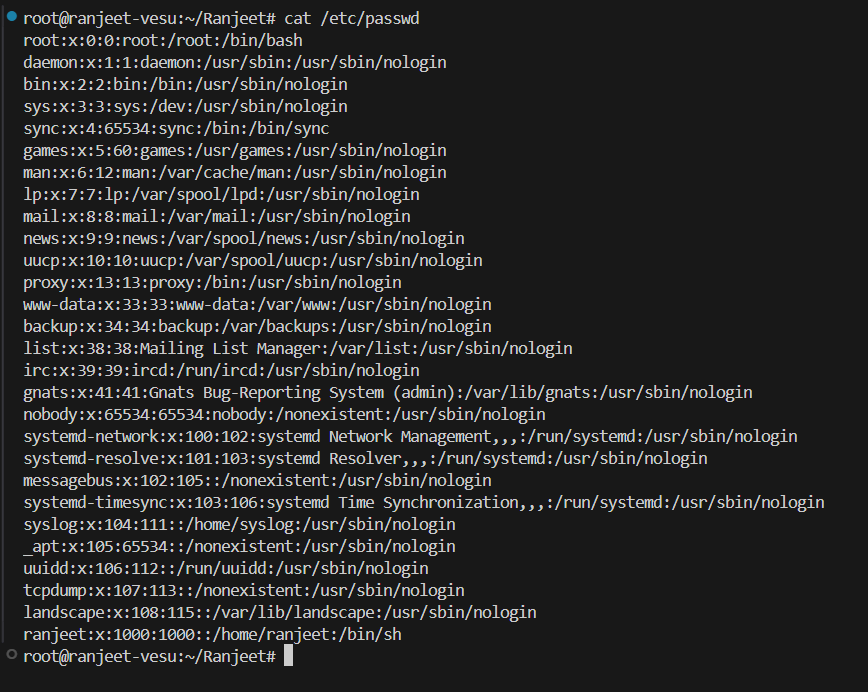 root@ranjeet-vesu:~/Ranjeet# cat /etc/passwd
root:x:0:0:root:/root:/bin/bash
daemon:x:1:1:daemon:/usr/sbin:/usr/sbin/nologin
bin:x:2:2:bin:/bin:/usr/sbin/nologin
sys:x:3:3:sys:/dev:/usr/sbin/nologin
sync:x:4:65534:sync:/bin:/bin/sync
games:x:5:60:games:/usr/games:/usr/sbin/nologin
man:x:6:12:man:/var/cache/man:/usr/sbin/nologin
lp:x:7:7:lp:/var/spool/lpd:/usr/sbin/nologin
mail:x:8:8:mail:/var/mail:/usr/sbin/nologin
news:x:9:9:news:/var/spool/news:/usr/sbin/nologin
uucp:x:10:10:uucp:/var/spool/uucp:/usr/sbin/nologin
proxy:x:13:13:proxy:/bin:/usr/sbin/nologin
www-data:x:33:33:www-data:/var/www:/usr/sbin/nologin
backup:x:34:34:backup:/var/backups:/usr/sbin/nologin
list:x:38:38:Mailing List Manager:/var/list:/usr/sbin/nologin
irc:x:39:39:ircd:/run/ircd:/usr/sbin/nologin
gnats:x:41:41:Gnats Bug-Reporting System (admin):/var/lib/gnats:/usr/sbin/nologin
nobody:x:65534:65534:nobody:/nonexistent:/usr/sbin/nologin
systemd-network:x:100:102:systemd Network Management,,,:/run/systemd:/usr/sbin/nologin
systemd-resolve:x:101:103:systemd Resolver,,,:/run/systemd:/usr/sbin/nologin
messagebus:x:102:105::/nonexistent:/usr/sbin/nologin
systemd-timesync:x:103:106:systemd Time Synchronization,,,:/run/systemd:/usr/sbin/nologin
syslog:x:104:111::/home/syslog:/usr/sbin/nologin
_apt:x:105:65534::/nonexistent:/usr/sbin/nologin
uuidd:x:106:112::/run/uuidd:/usr/sbin/nologin
tcpdump:x:107:113::/nonexistent:/usr/sbin/nologin
landscape:x:108:115::/var/lib/landscape:/usr/sbin/nologin
ranjeet:x:1000:1000::/home/ranjeet:/bin/sh
root@ranjeet-vesu:~/Ranjeet#